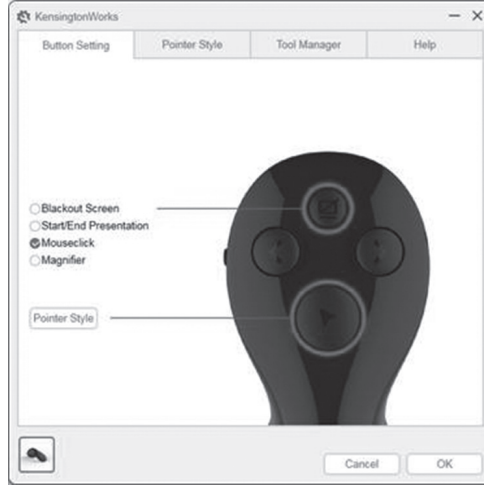 KensingtonWorks
Button Setting Pointer Style Tool Manager Help
Blackout Screen
Start/End Presentation
Mouseclick
Magnifier
Pointer Style
Cancel OK